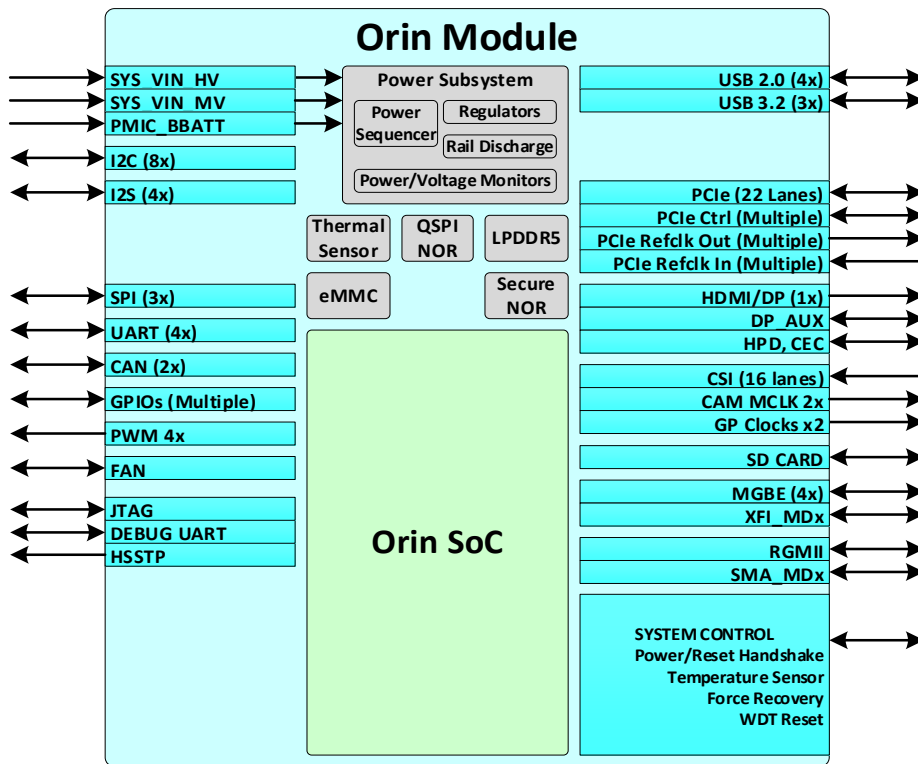 Orin Module
SYS_VIN_HV
SYS_VIN_MV
PMIC_BBATT
I2C (8x)
I2S (4x)
SPI (3x)
UART (4x)
CAN (2x)
GPIOs (Multiple)
PWM 4x
FAN
JTAG
DEBUG UART
HSSTP
Power Subsystem
Power
Sequencer
Regulators
Rail Discharge
Power/Voltage Monitors
Thermal
Sensor
QSPI
NOR
LPDDR5
eMMC
Secure
NOR
Orin SoC
USB 2.0 (4x)
USB 3.2 (3x)
PCIe (22 Lanes)
PCIe Ctrl (Multiple)
PCIe Refclk Out (Multiple)
PCIe Refclk In (Multiple)
HDMI/DP (1x)
DP_AUX
HPD, CEC
CSI (16 lanes)
CAM MCLK 2x
GP Clocks x2
SD CARD
MGBE (4x)
XFI_MDx
RGMII
SMA_MDx
SYSTEM CONTROL
Power/Reset Handshake
Temperature Sensor
Force Recovery
WDT Reset